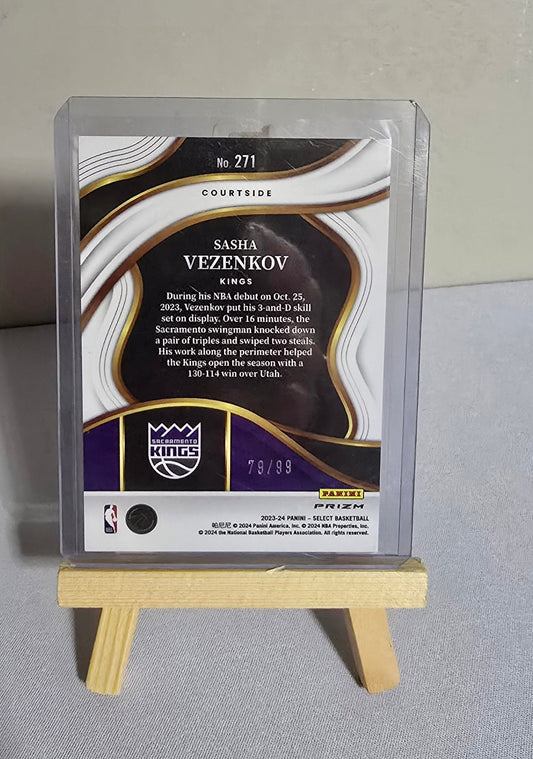 No. 271
COURTSIDE
SASHA
VEZENKOV
KINGS
During his NBA debut on Oct. 25,
2023, Vezenkov put his 3-and-D skill
set on display. Over 16 minutes, the
Sacramento swingman knocked down
a pair of triples and swiped two steals.
His work along the perimeter helped
the Kings open the season with a
130-114 win over Utah.
SACRAMENTO
KINGS
79/99
PANINI
PRIZM
2023-24 PANINI – SELECT BASKETBALL
帕尼尼 © 2024 Panini America, Inc. © 2024 NBA Properties, Inc.
© 2024 the National Basketball Players Association. All rights reserved.